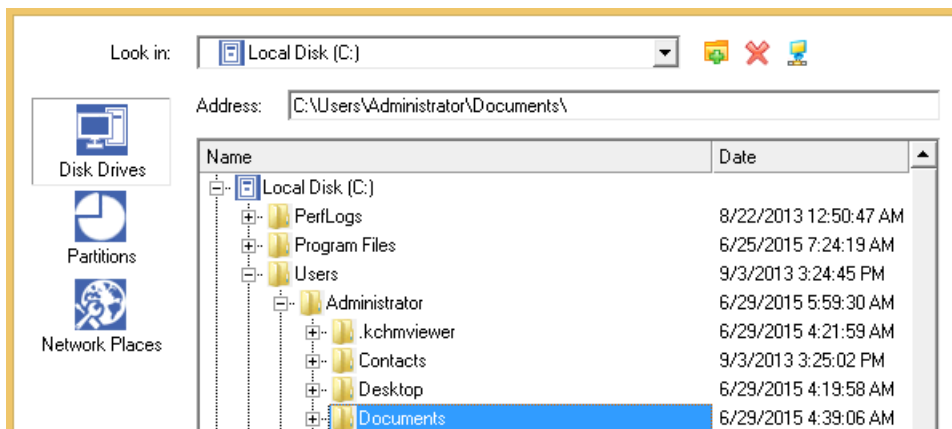 Look in: Local Disk (C:)
Address: C:\Users\Administrator\Documents\
Disk Drives
Partitions
Network Places
Name Date
Local Disk (C:)
PerfLogs 8/22/2013 12:50:47 AM
Program Files 6/25/2015 7:24:19 AM
Users 9/3/2013 3:24:45 PM
Administrator 6/29/2015 5:59:30 AM
.kchmviewer 6/29/2015 4:21:59 AM
Contacts 9/3/2013 3:25:02 PM
Desktop 6/29/2015 4:19:58 AM
Documents 6/29/2015 4:39:06 AM